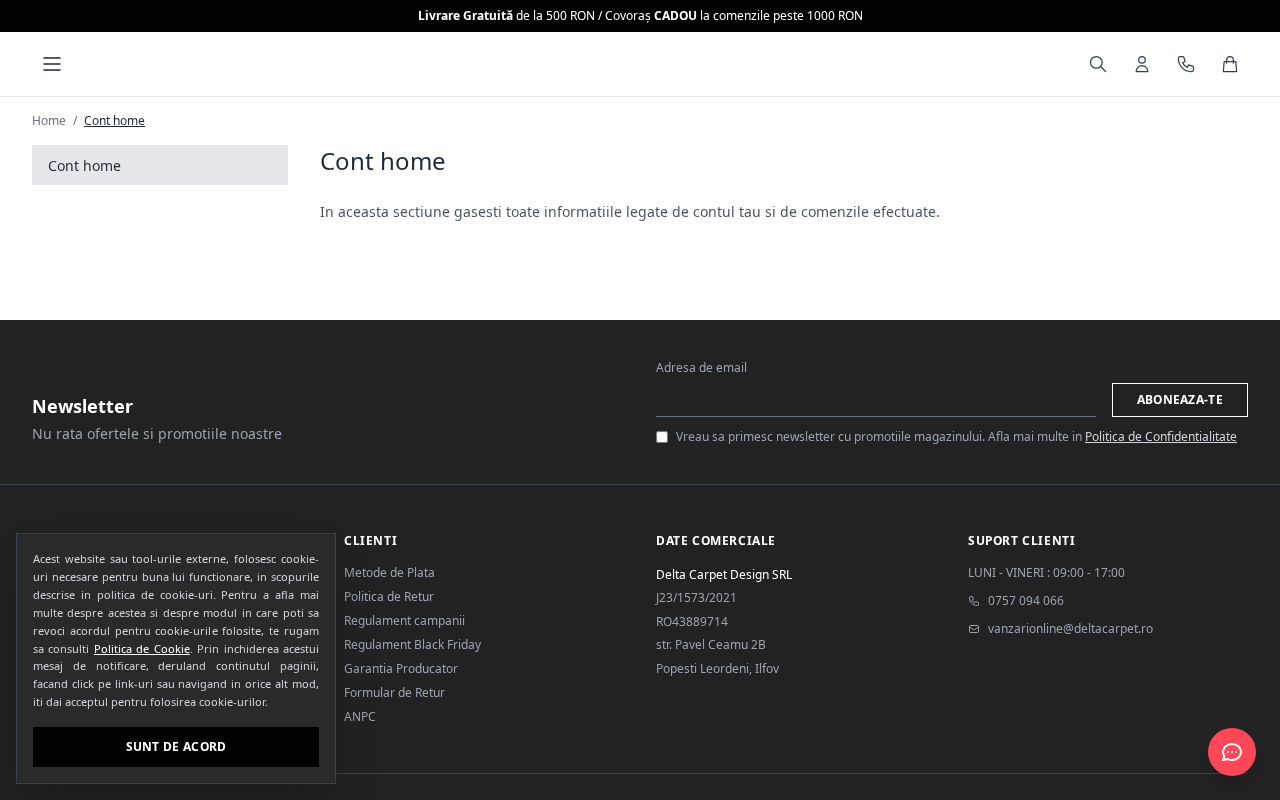 Livrare Gratuită de la 500 RON / Covoraș CADOU la comenzile peste 1000 RON
Home / Cont home
Cont home
Cont home
In aceasta sectiune gasesti toate informatiile legate de contul tau si de comenzile efectuate.
Newsletter
Nu rata ofertele si promotiile noastre
Adresa de email
ABONEAZA-TE
Vreau sa primesc newsletter cu promotiile magazinului. Afla mai multe in Politica de Confidentialitate
Acest website sau tool-urile externe, folosesc cookie-
uri necesare pentru buna lui functionare, in scopurile
descrise in politica de cookie-uri. Pentru a afla mai
multe despre acestea si despre modul in care poti sa
revoci acordul pentru cookie-urile folosite, te rugam
sa consulti Politica de Cookie. Prin inchiderea acestui
mesaj de notificare, deruland continutul paginii,
facand click pe link-uri sau navigand in orice alt mod,
iti dai acceptul pentru folosirea cookie-urilor.
SUNT DE ACORD
CLIENTI
Metode de Plata
Politica de Retur
Regulament campanii
Regulament Black Friday
Garantia Producator
Formular de Retur
ANPC
DATE COMERCIALE
Delta Carpet Design SRL
J23/1573/2021
RO43889714
str. Pavel Ceamu 2B
Popesti Leordeni, Ilfov
SUPORT CLIENTI
LUNI - VINERI : 09:00 - 17:00
0757 094 066
vanzarionline@deltacarpet.ro